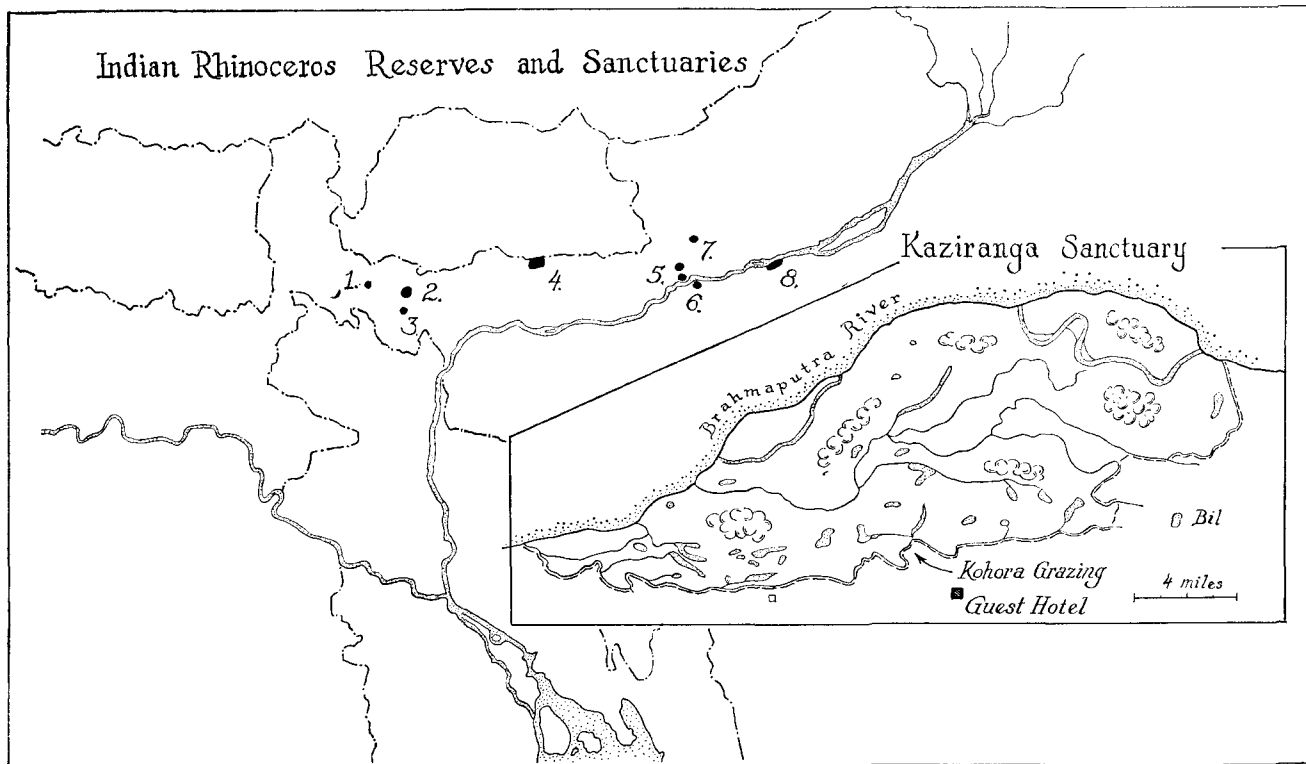 Indian Rhinoceros Reserves and Sanctuaries
1.
2.
3
4.
5.
6.
7.
8.
Kaziranga Sanctuary
Brahmaputra River
Bil
Kohora Grazing
Guest Hotel
4 miles